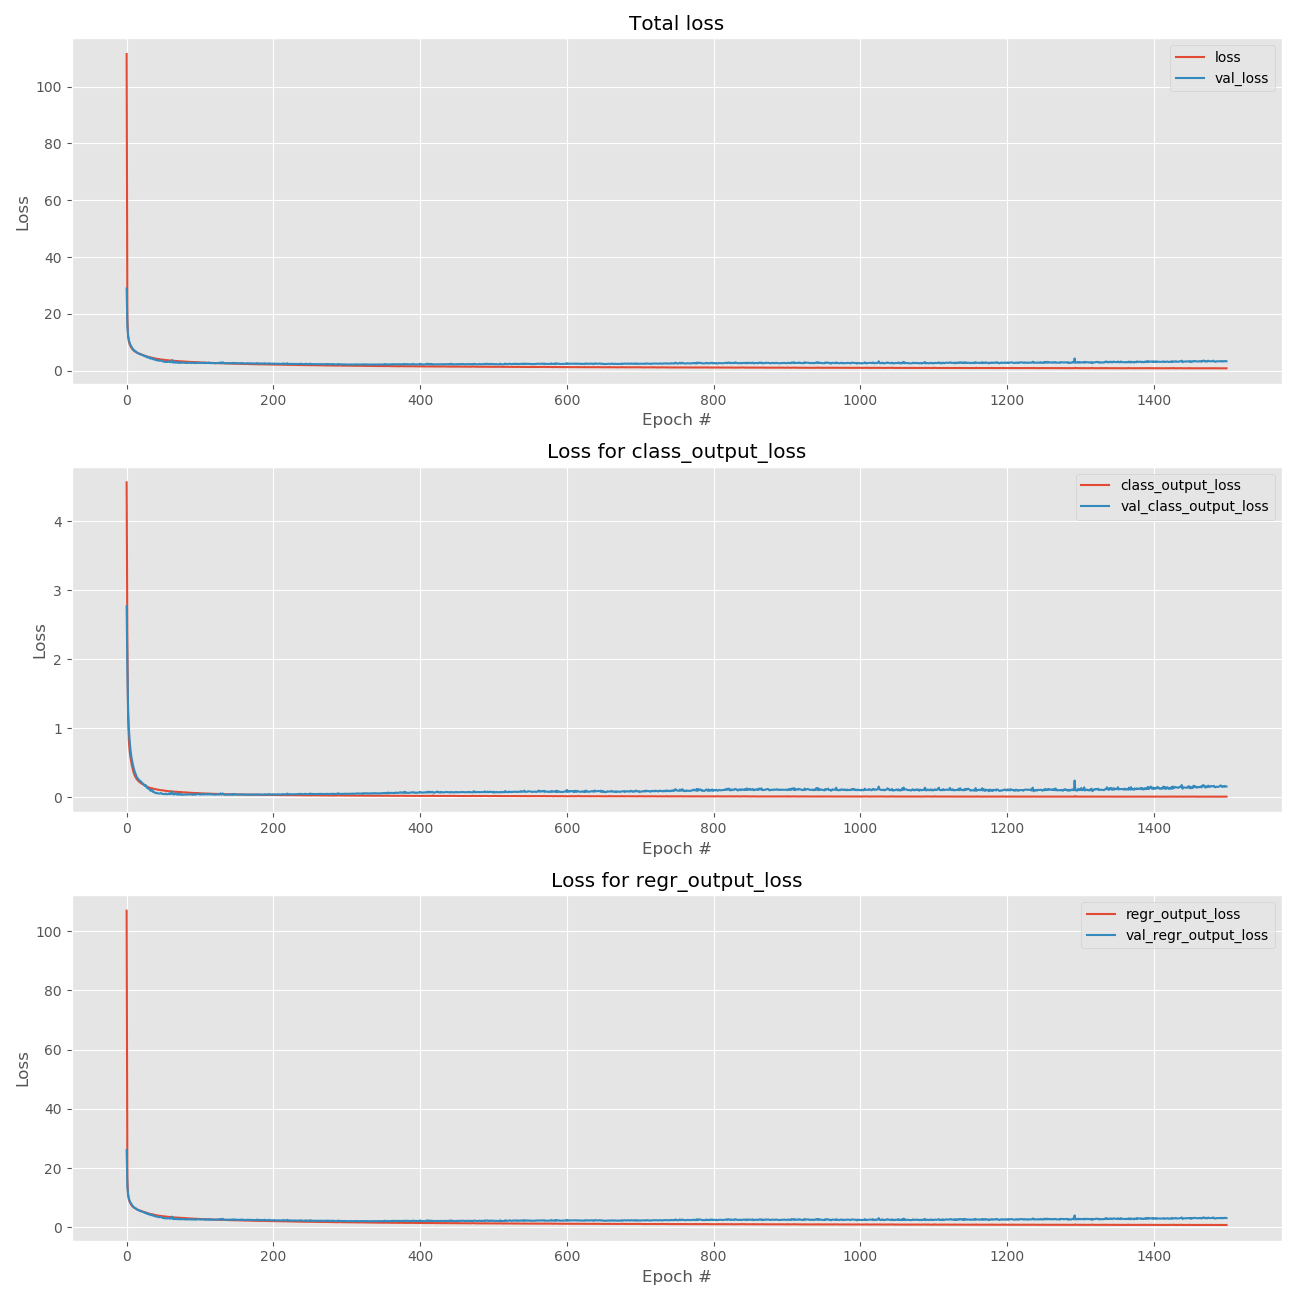 Total loss
loss
val_loss
100
80
60
40
20
0
Loss
0 200 400 600 800 1000 1200 1400
Epoch #
Loss for class_output_loss
class_output_loss
val_class_output_loss
4
3
2
1
0
Loss
0 200 400 600 800 1000 1200 1400
Epoch #
Loss for regr_output_loss
regr_output_loss
val_regr_output_loss
100
80
60
40
20
0
Loss
0 200 400 600 800 1000 1200 1400
Epoch #